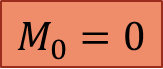 M₀ = 0